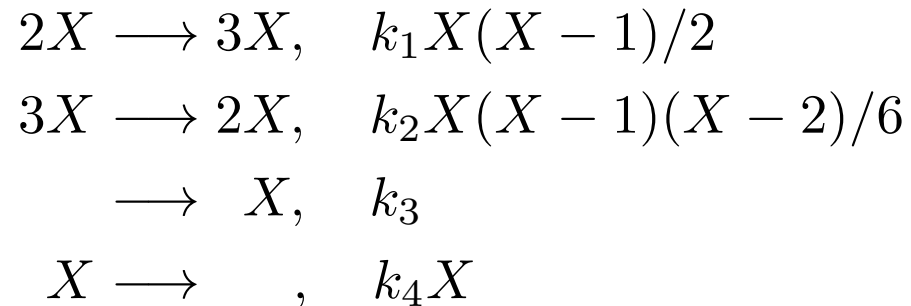 2X ⟶ 3X, k₁X(X − 1)/2
3X ⟶ 2X, k₂X(X − 1)(X − 2)/6
⟶ X, k₃
X ⟶ , k₄X